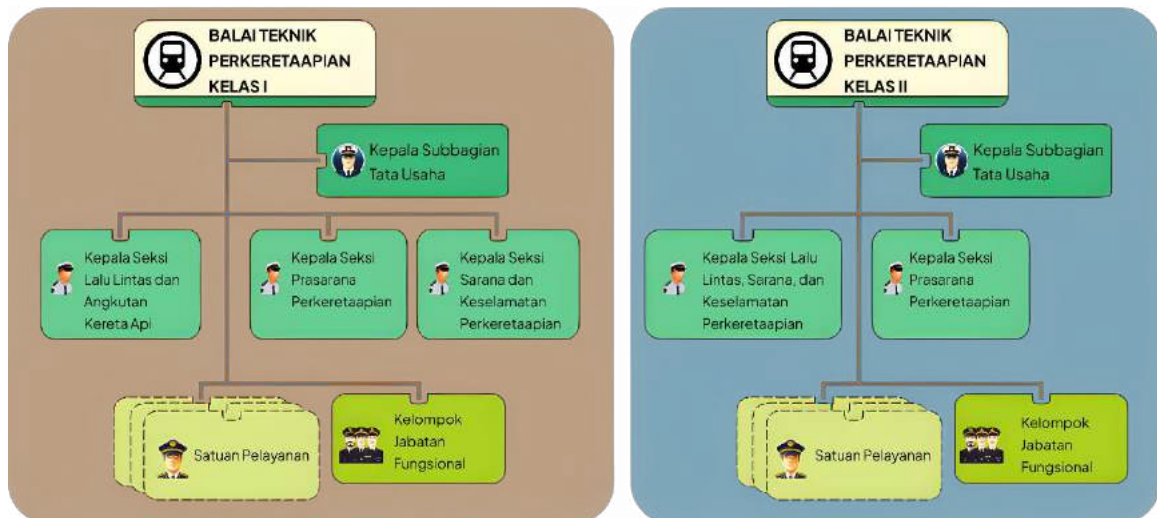 BALAI TEKNIK
PERKERETAAPIAN
KELAS I
Kepala Subbagian
Tata Usaha
Kepala Seksi
Lalu Lintas dan
Angkutan
Kereta Api
Kepala Seksi
Prasarana
Perkeretaapian
Kepala Seksi
Sarana dan
Keselamatan
Perkeretaapian
Satuan Pelayanan
Kelompok
Jabatan
Fungsional
BALAI TEKNIK
PERKERETAAPIAN
KELAS II
Kepala Subbagian
Tata Usaha
Kepala Seksi Lalu
Lintas, Sarana, dan
Keselamatan
Perkeretaapian
Kepala Seksi
Prasarana
Perkeretaapian
Satuan Pelayanan
Kelompok
Jabatan
Fungsional